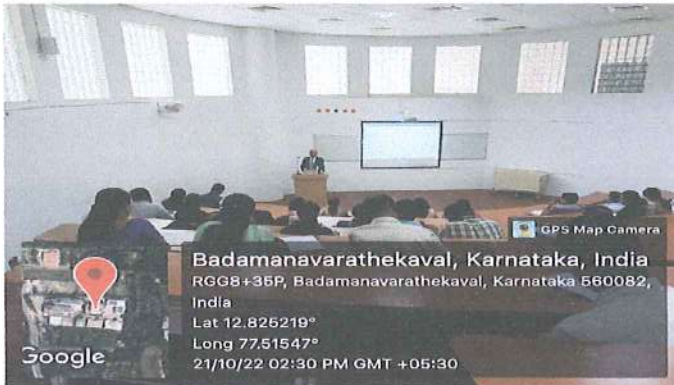 GPS Map Camera
Badamanavarathekaval, Karnataka, India
RGG8+35P, Badamanavarathekaval, Karnataka 560082,
India
Lat 12.825219°
Long 77.51547°
21/10/22 02:30 PM GMT +05:30
Google